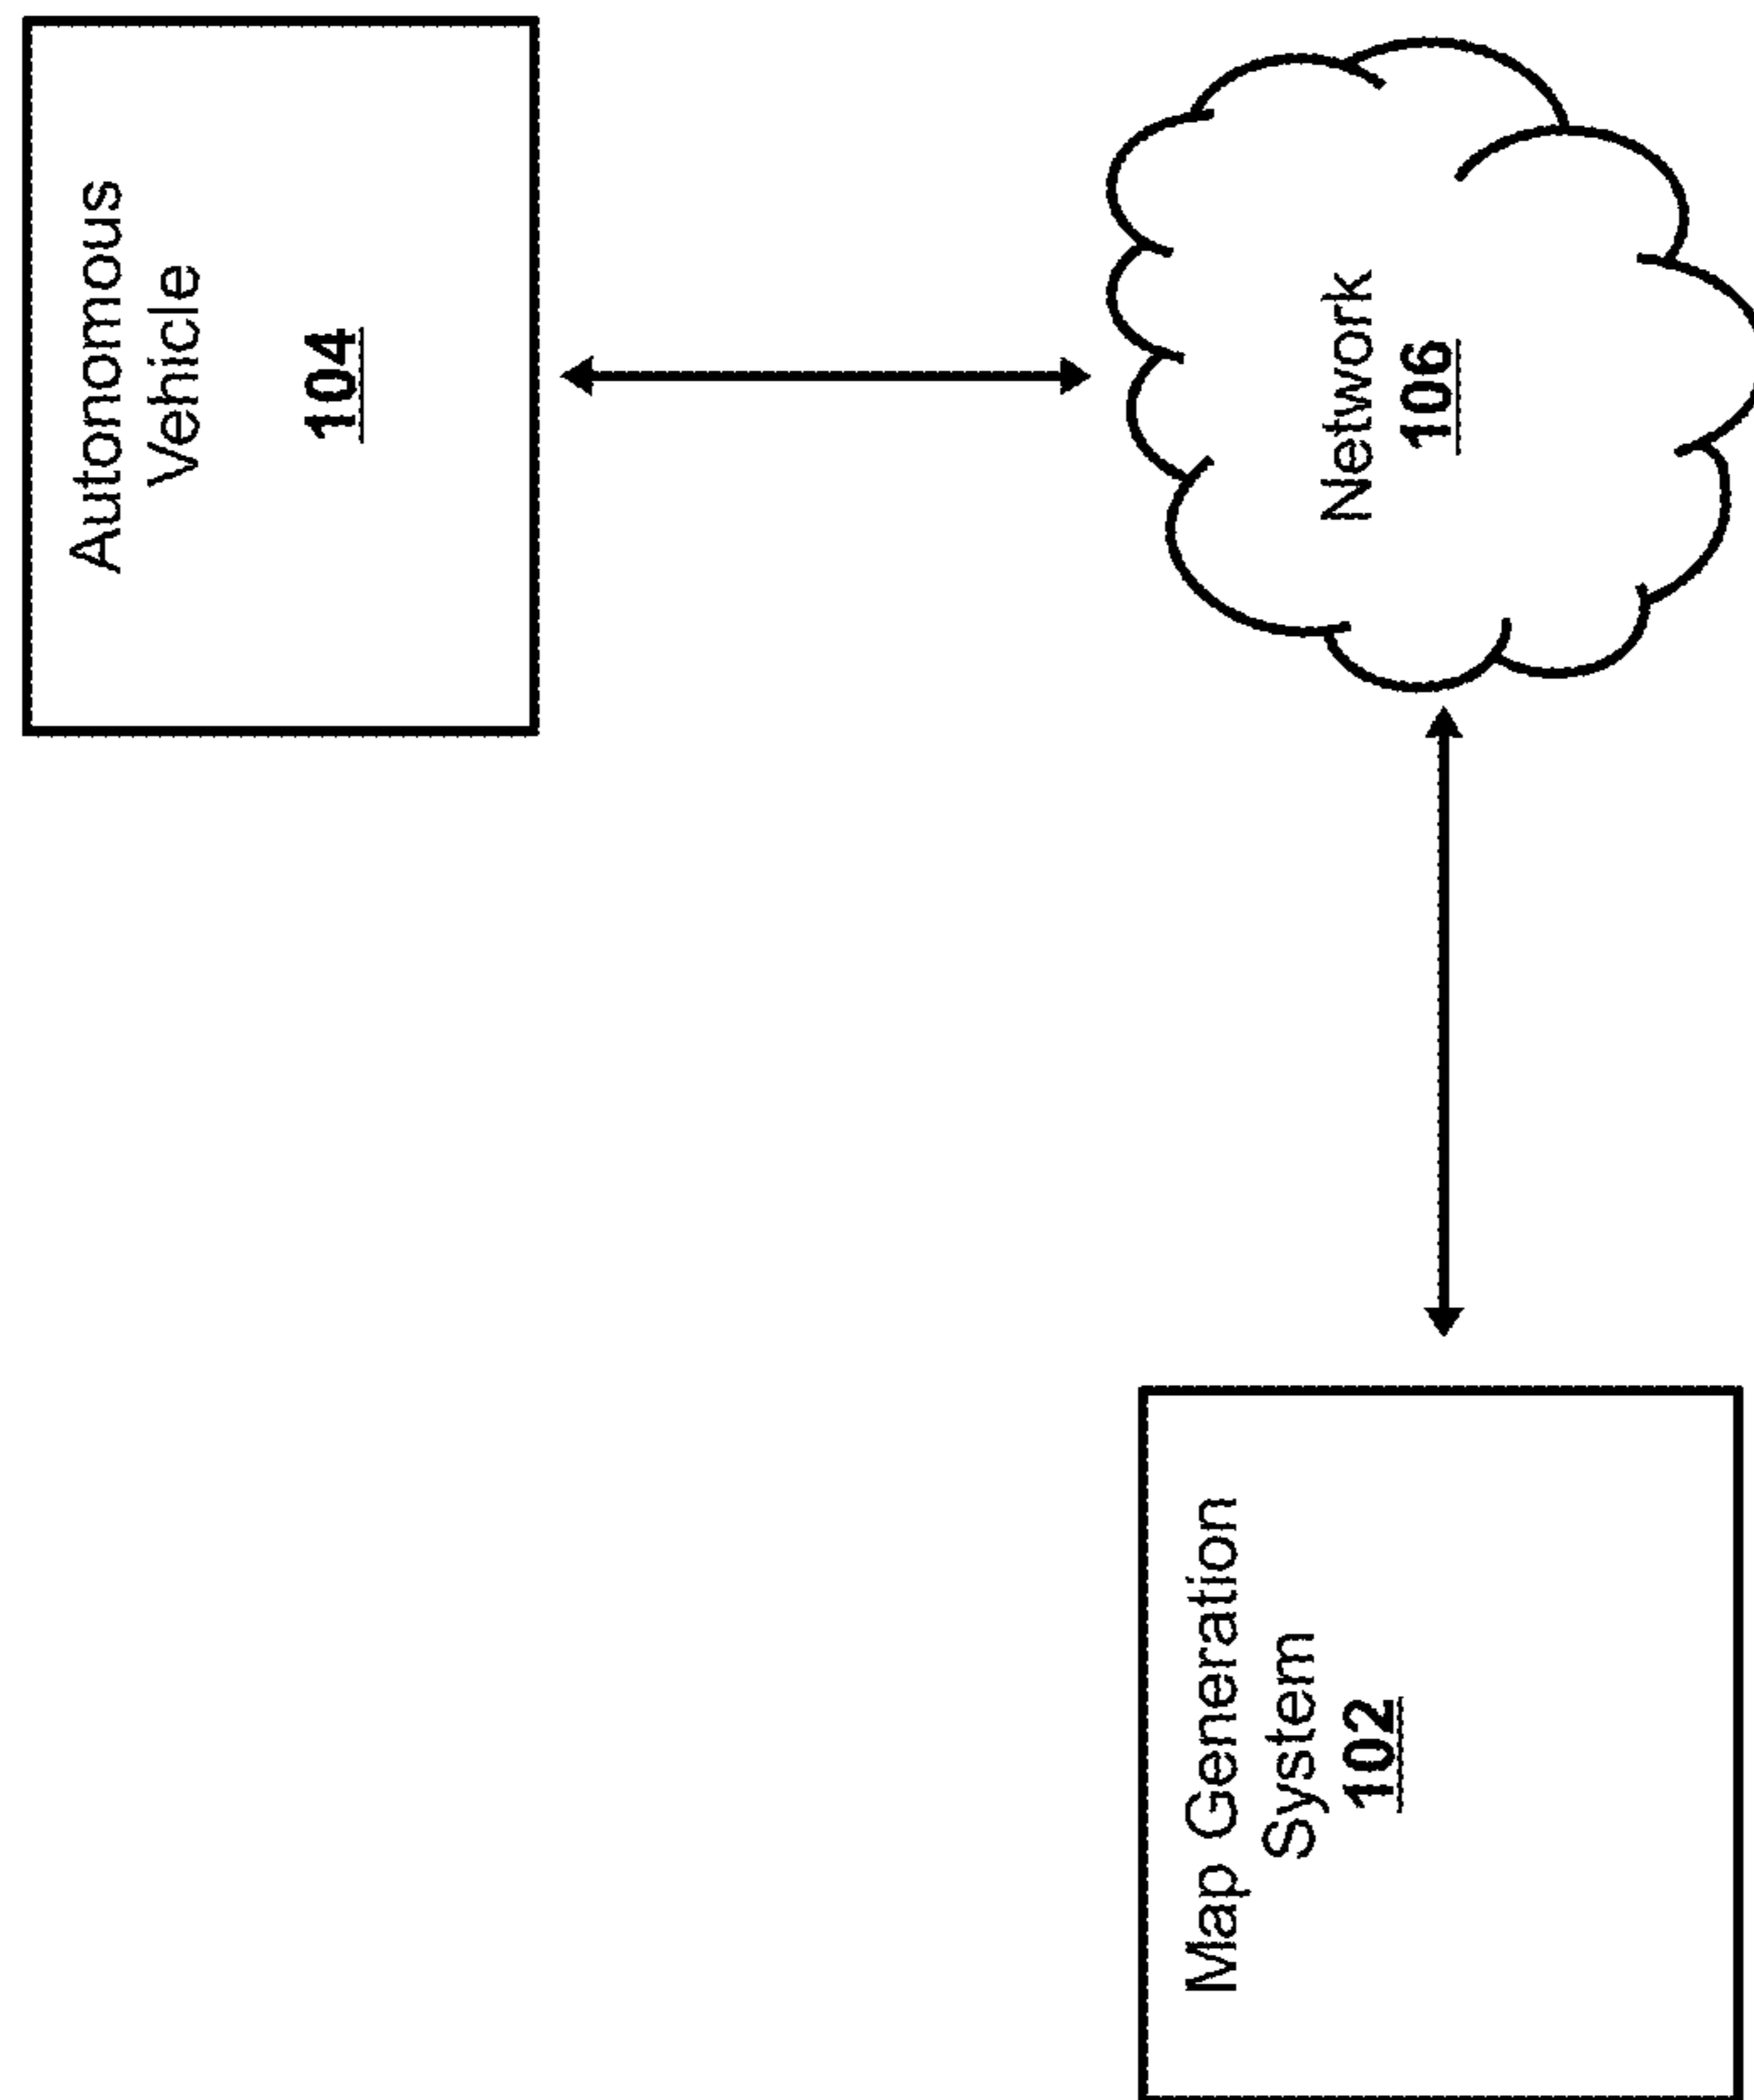 Autonomous
Vehicle
104
Network
106
Map Generation
System
102